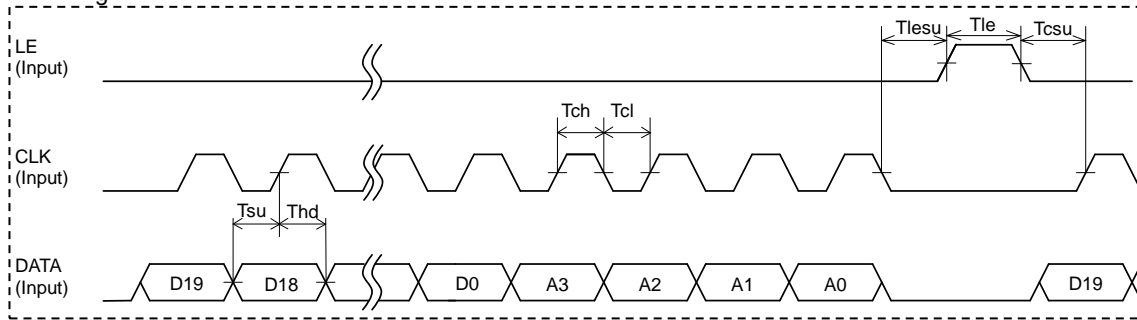 LE
(Input)
Tlesu
Tle
Tcsu
CLK
(Input)
Tch
Tcl
Tsu
Thd
DATA
(Input)
D19
D18
D0
A3
A2
A1
A0
D19